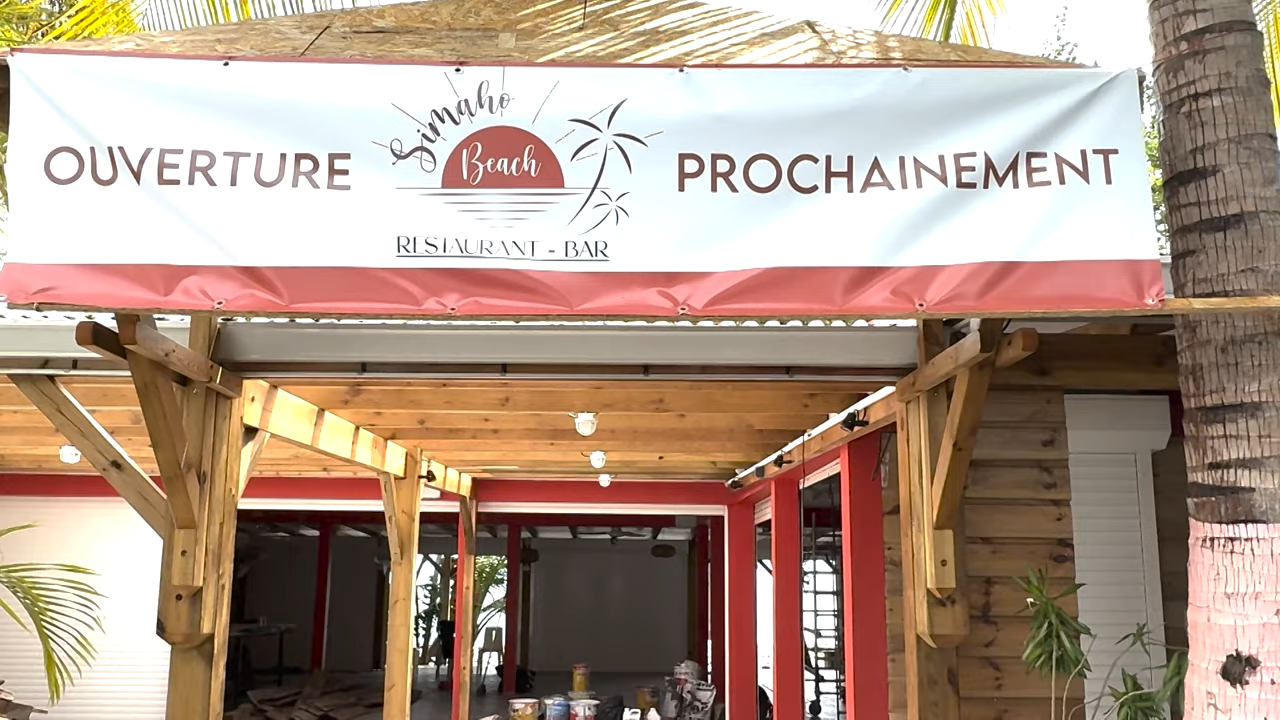 OUVERTURE
Simaho
Beach
RESTAURANT - BAR
PROCHAINEMENT